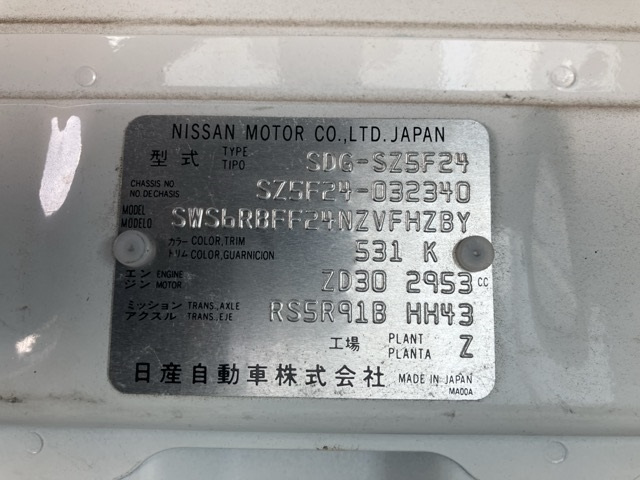 NISSAN MOTOR CO.,LTD. JAPAN
型式 TYPE TIPO SDG-SZ5F24
CHASSIS NO NO. DE CHASIS SZ5F24-032340
MODEL MODELO SWS6RBFF24NZVFHZBY
カラー COLOR, TRIM
トリム COLOR, GUARNICION 531 K
エンジン ENGINE MOTOR ZD30 2953 CC
ミッション TRANS., AXLE
アクスル TRANS., EJE RS5R91B HH43
工場 PLANT PLANTA Z
日産自動車株式会社 MADE IN JAPAN
MA00A